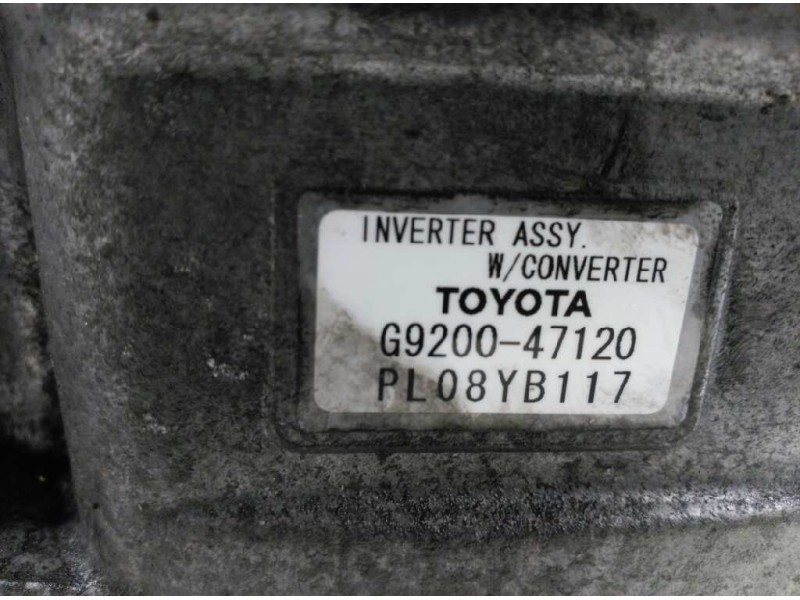 INVERTER ASSY.
W/CONVERTER
TOYOTA
G9200-47120
PL08YB117